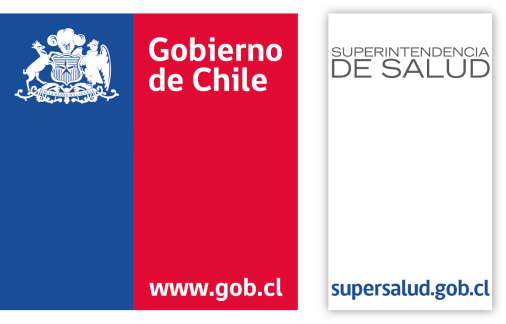 Gobierno
de Chile
www.gob.cl
SUPERINTENDENCIA
DE SALUD
supersalud.gob.cl